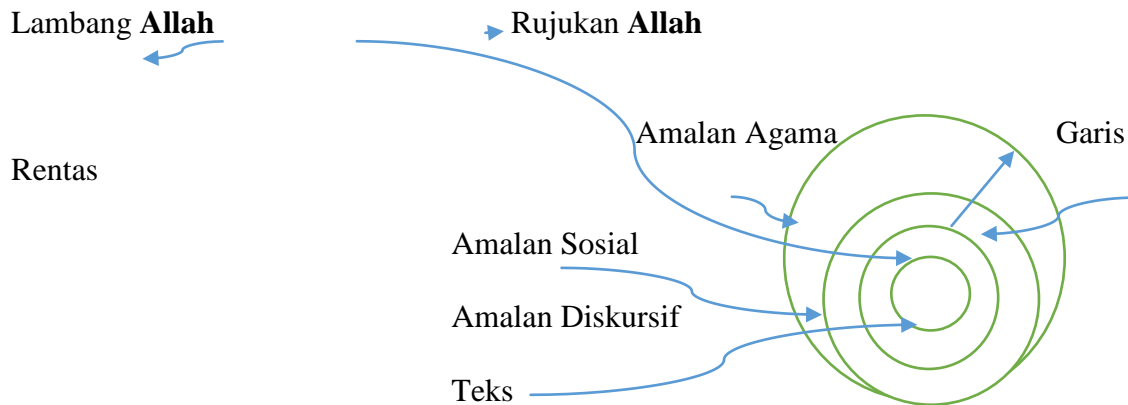 Lambang Allah Rujukan Allah
Amalan Agama Garis
Rentas
Amalan Sosial
Amalan Diskursif
Teks